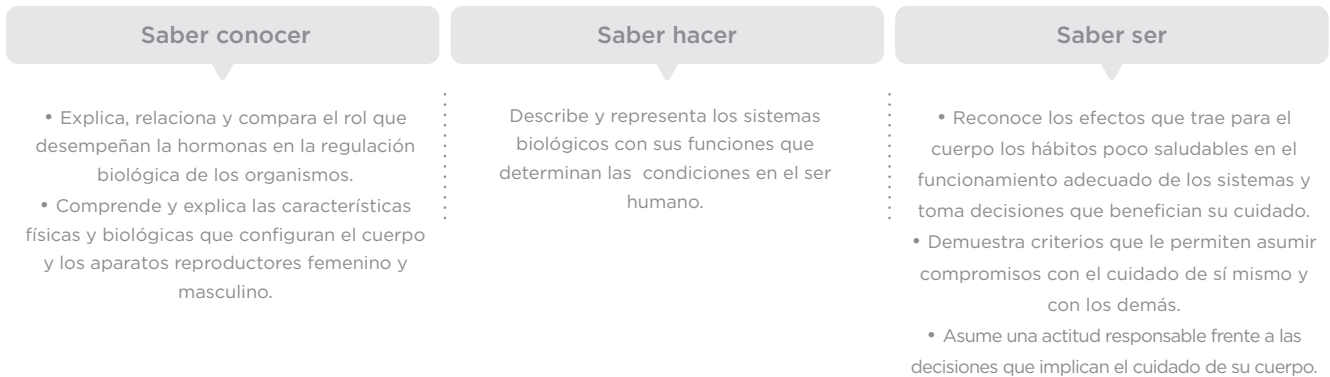 Saber conocer
• Explica, relaciona y compara el rol que
desempeñan la hormonas en la regulación
biológica de los organismos.
• Comprende y explica las características
físicas y biológicas que configuran el cuerpo
y los aparatos reproductores femenino y
masculino.
Saber hacer
Describe y representa los sistemas
biológicos con sus funciones que
determinan las condiciones en el ser
humano.
Saber ser
• Reconoce los efectos que trae para el
cuerpo los hábitos poco saludables en el
funcionamiento adecuado de los sistemas y
toma decisiones que benefician su cuidado.
• Demuestra criterios que le permiten asumir
compromisos con el cuidado de sí mismo y
con los demás.
• Asume una actitud responsable frente a las
decisiones que implican el cuidado de su cuerpo.